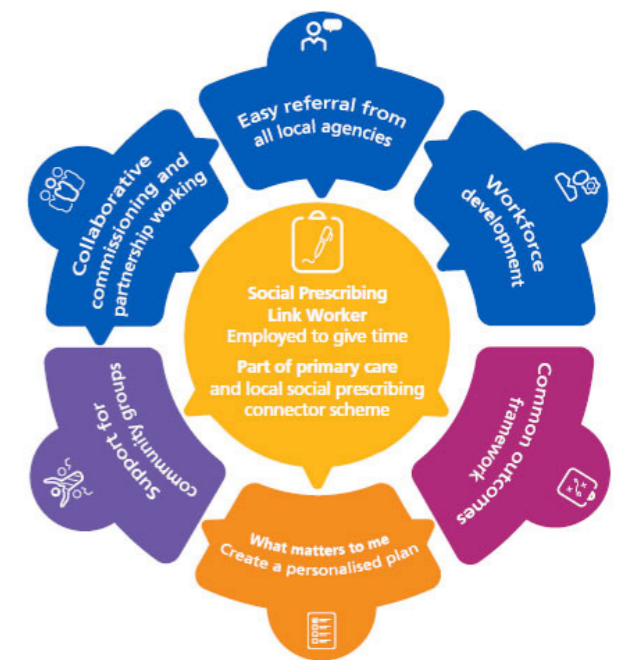 Easy referral from
all local agencies
Workforce
development
Common outcomes
framework
What matters to me
Create a personalised plan
Support for
community groups
Collaborative
commissioning and
partnership working
Social Prescribing
Link Worker
Employed to give time
Part of primary care
and local social prescribing
connector scheme